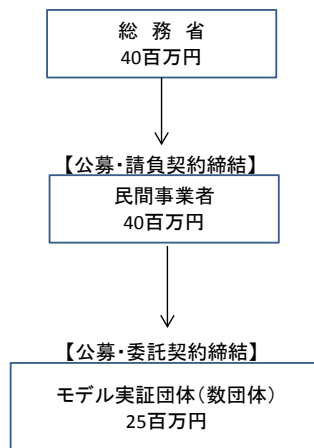 総 務 省
40百万円
【公募・請負契約締結】
民間事業者
40百万円
【公募・委託契約締結】
モデル実証団体（数団体）
25百万円